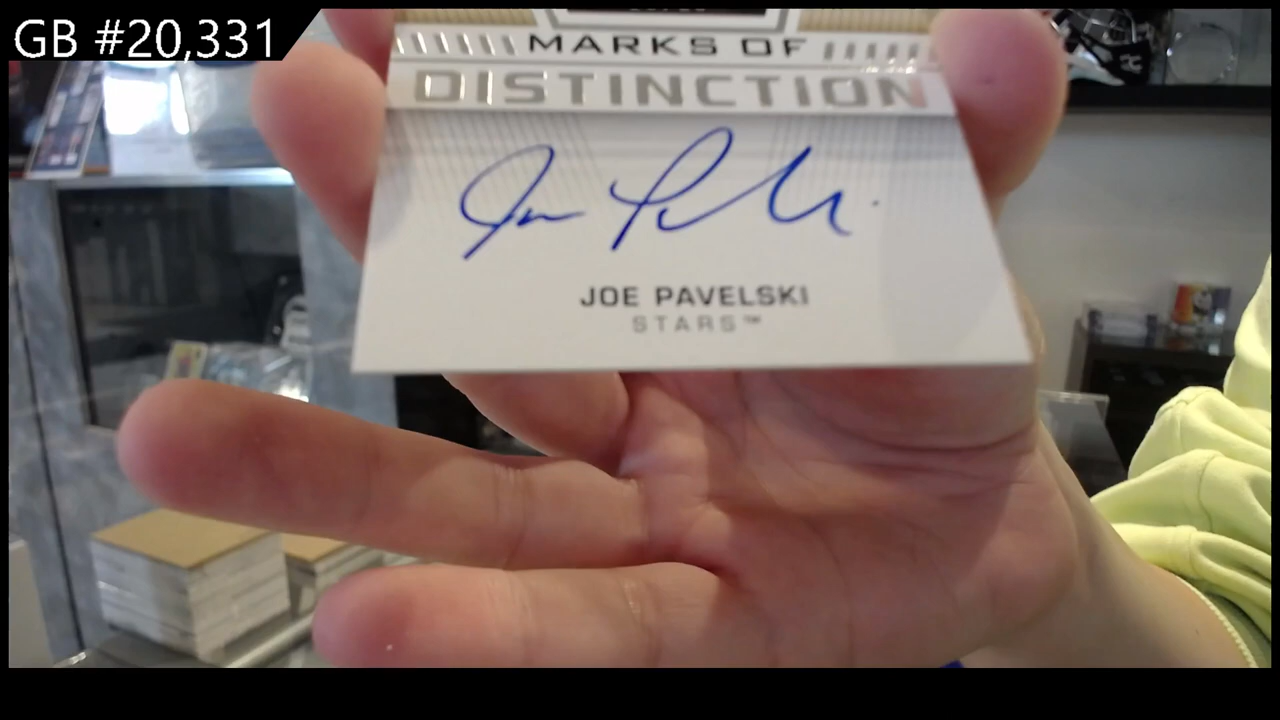 GB #20,331
MARKS OF
DISTINCTION
JOE PAVELSKI
STARS™